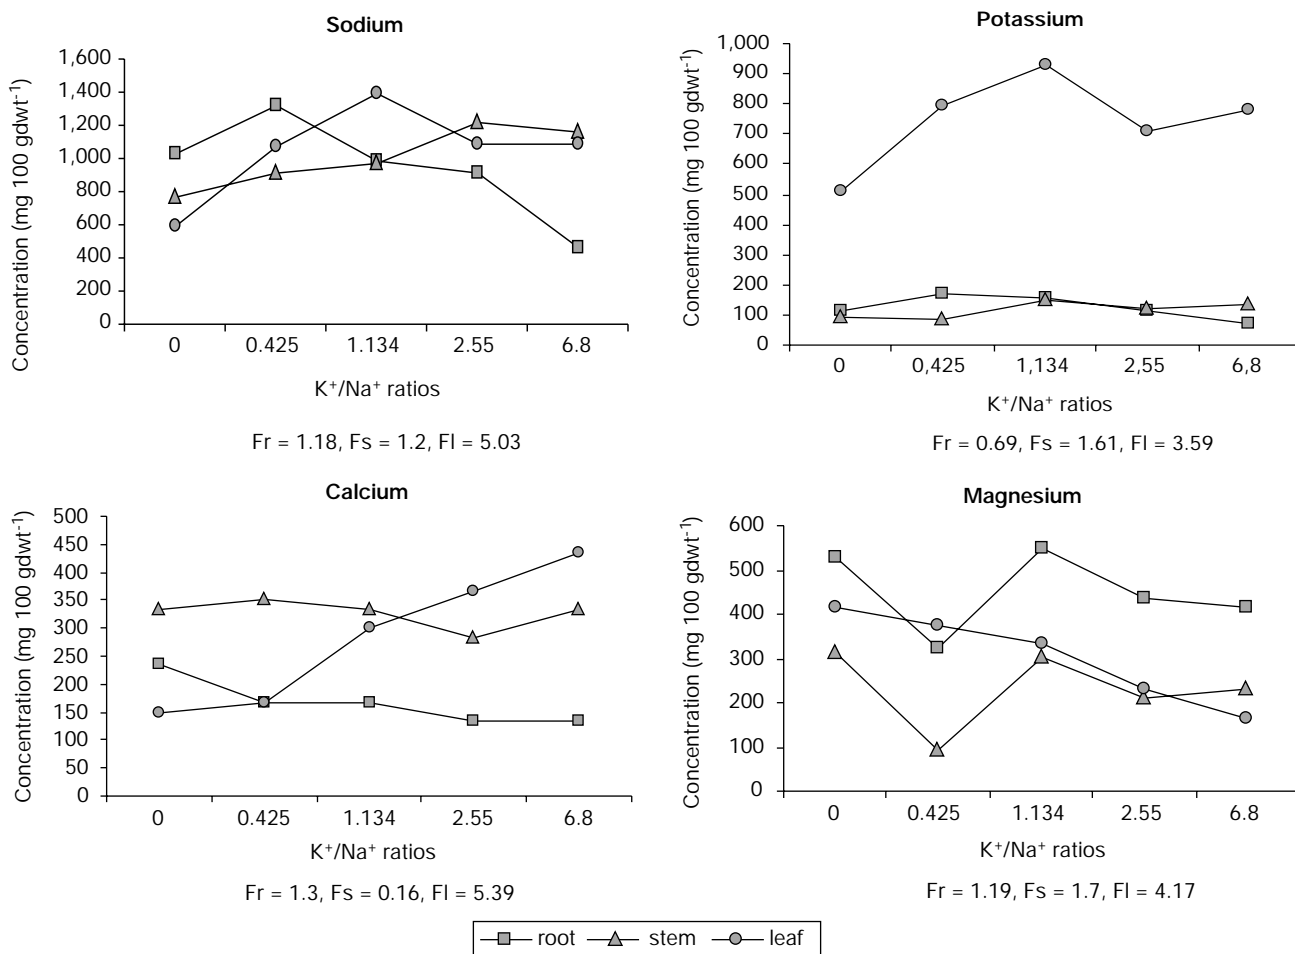 Sodium
Concentration (mg 100 gdwt⁻¹)
1,600
1,400
1,200
1,000
800
600
400
200
0
0 0.425 1.134 2.55 6.8
K⁺/Na⁺ ratios
Fr = 1.18, Fs = 1.2, Fl = 5.03
Potassium
Concentration (mg 100 gdwt⁻¹)
1,000
900
800
700
600
500
400
300
200
100
0
0 0,425 1,134 2,55 6,8
K⁺/Na⁺ ratios
Fr = 0.69, Fs = 1.61, Fl = 3.59
Calcium
Concentration (mg 100 gdwt⁻¹)
500
450
400
350
300
250
200
150
100
50
0
0 0.425 1.134 2.55 6.8
K⁺/Na⁺ ratios
Fr = 1.3, Fs = 0.16, Fl = 5.39
Magnesium
Concentration (mg 100 gdwt⁻¹)
600
500
400
300
200
100
0
0 0.425 1.134 2.55 6.8
K⁺/Na⁺ ratios
Fr = 1.19, Fs = 1.7, Fl = 4.17
root stem leaf